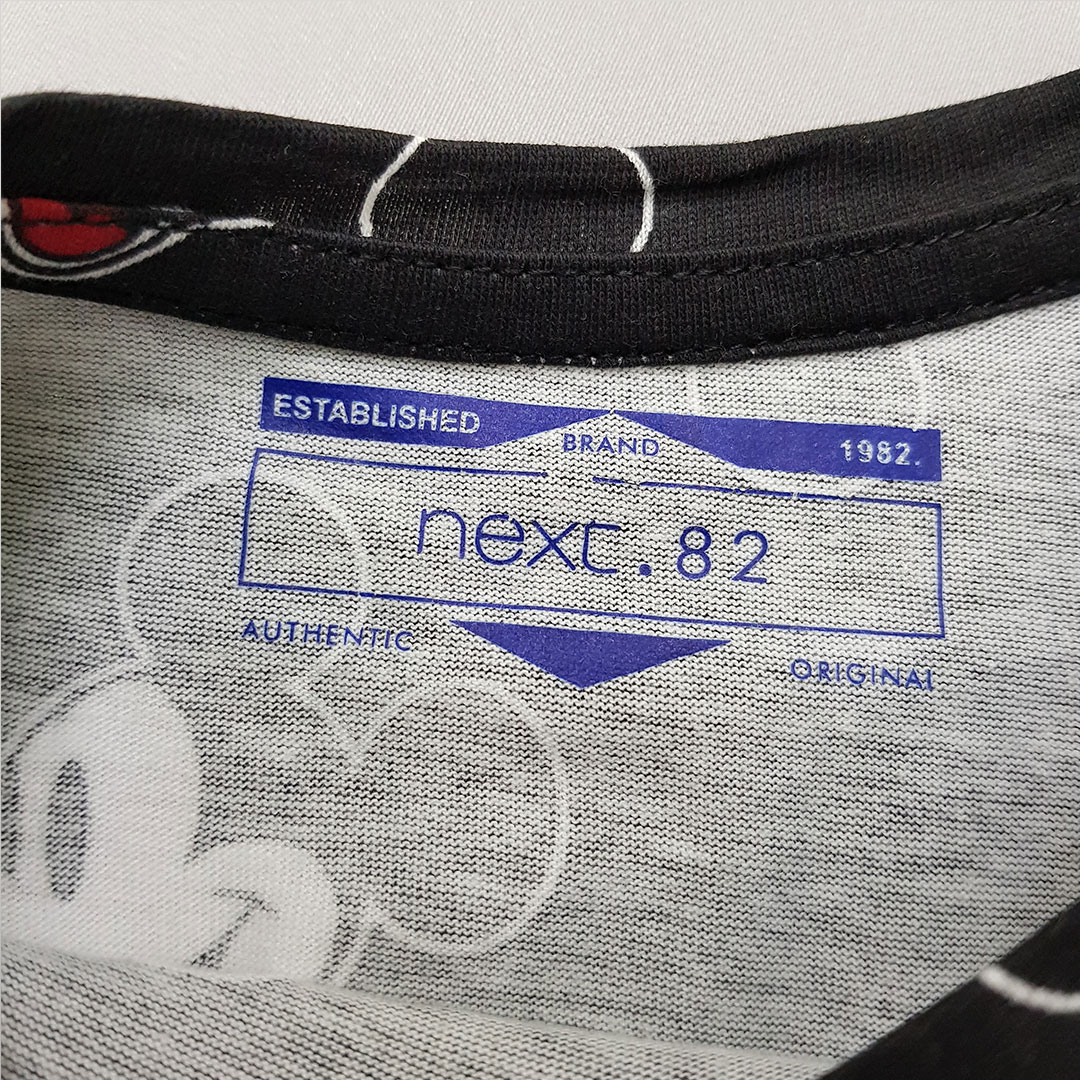 ESTABLISHED BRAND 1982.
next.82
AUTHENTIC ORIGINAL